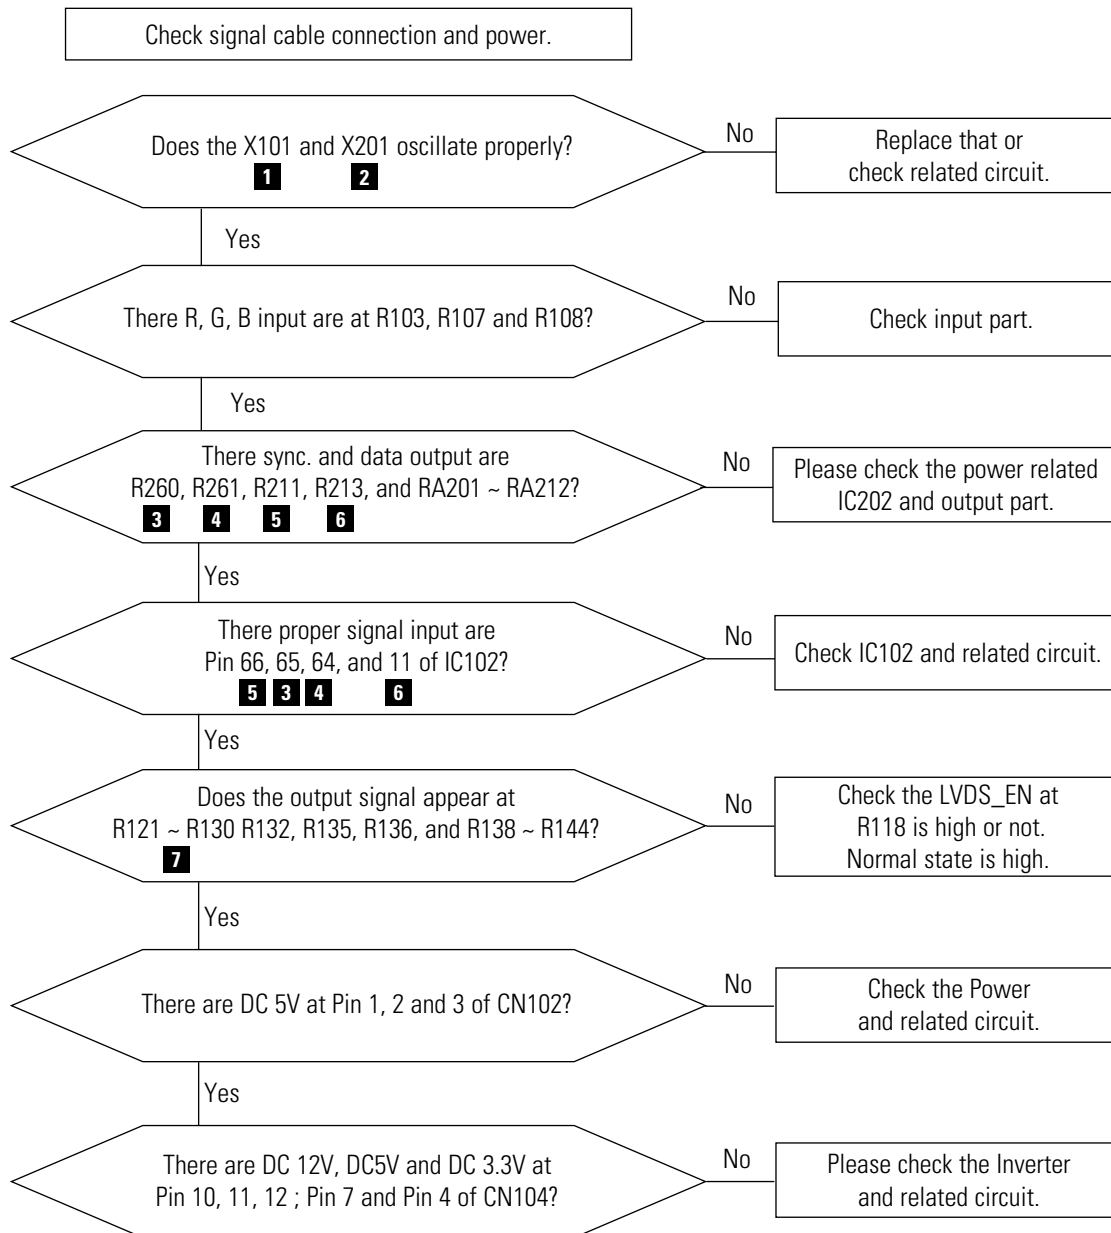 Check signal cable connection and power.
Does the X101 and X201 oscillate properly?
1 2
No
Replace that or
check related circuit.
Yes
There R, G, B input are at R103, R107 and R108?
No
Check input part.
Yes
There sync. and data output are
R260, R261, R211, R213, and RA201 ~ RA212?
3 4 5 6
No
Please check the power related
IC202 and output part.
Yes
There proper signal input are
Pin 66, 65, 64, and 11 of IC102?
5 3 4 6
No
Check IC102 and related circuit.
Yes
Does the output signal appear at
R121 ~ R130 R132, R135, R136, and R138 ~ R144?
7
No
Check the LVDS_EN at
R118 is high or not.
Normal state is high.
Yes
There are DC 5V at Pin 1, 2 and 3 of CN102?
No
Check the Power
and related circuit.
Yes
There are DC 12V, DC5V and DC 3.3V at
Pin 10, 11, 12 ; Pin 7 and Pin 4 of CN104?
No
Please check the Inverter
and related circuit.